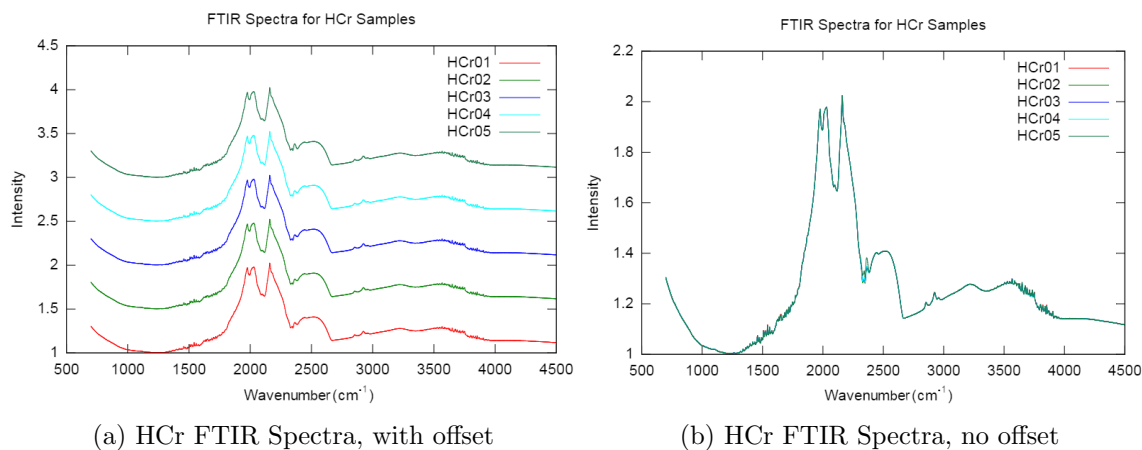 FTIR Spectra for HCr Samples
4.5
4
3.5
3
2.5
2
1.5
1
Intensity
HCr01
HCr02
HCr03
HCr04
HCr05
500 1000 1500 2000 2500 3000 3500 4000 4500
Wavenumber (cm⁻¹)
(a) HCr FTIR Spectra, with offset
FTIR Spectra for HCr Samples
2.2
2
1.8
1.6
1.4
1.2
1
Intensity
HCr01
HCr02
HCr03
HCr04
HCr05
500 1000 1500 2000 2500 3000 3500 4000 4500
Wavenumber (cm⁻¹)
(b) HCr FTIR Spectra, no offset